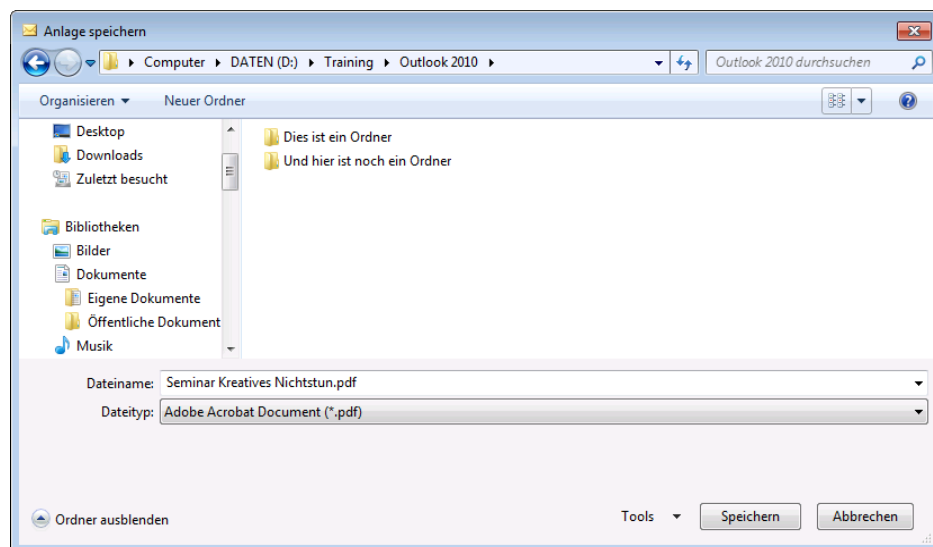 Anlage speichern
Computer DATEN (D:) Training Outlook 2010 Outlook 2010 durchsuchen
Organisieren Neuer Ordner
Desktop
Downloads
Zuletzt besucht
Bibliotheken
Bilder
Dokumente
Eigene Dokumente
Öffentliche Dokument
Musik
Dies ist ein Ordner
Und hier ist noch ein Ordner
Dateiname: Seminar Kreatives Nichtstun.pdf
Dateityp: Adobe Acrobat Document (*.pdf)
Ordner ausblenden Tools Speichern Abbrechen